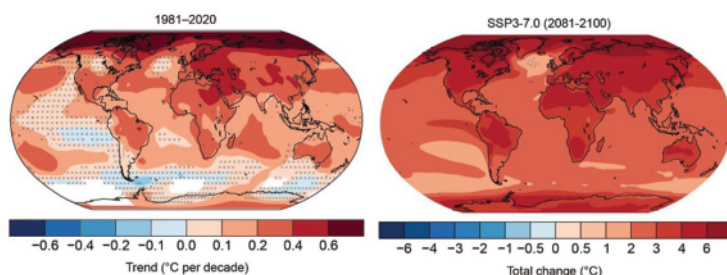 1981–2020
SSP3-7.0 (2081-2100)
−0.6 −0.4 −0.2 −0.1 0.0 0.1 0.2 0.4 0.6
Trend (°C per decade)
−6 −4 −3 −2 −1 −0.5 0 0.5 1 2 3 4 6
Total change (°C)